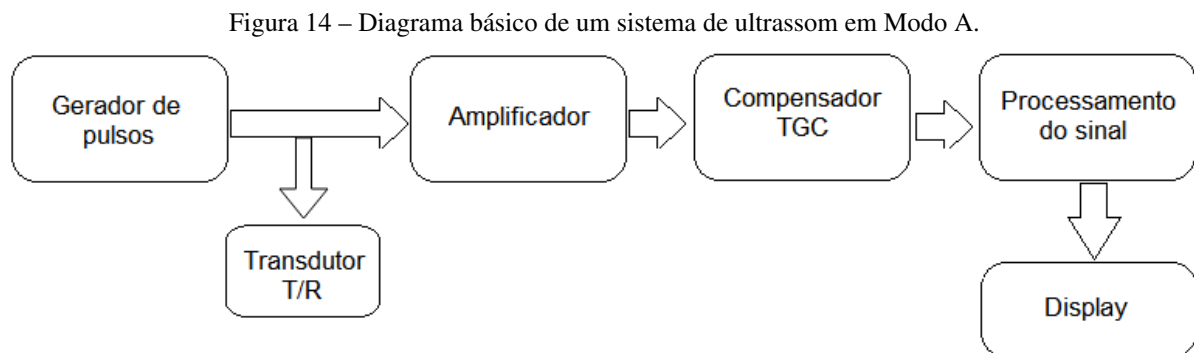 Figura 14 – Diagrama básico de um sistema de ultrassom em Modo A.
Gerador de
pulsos
Amplificador
Compensador
TGC
Processamento
do sinal
Transdutor
T/R
Display